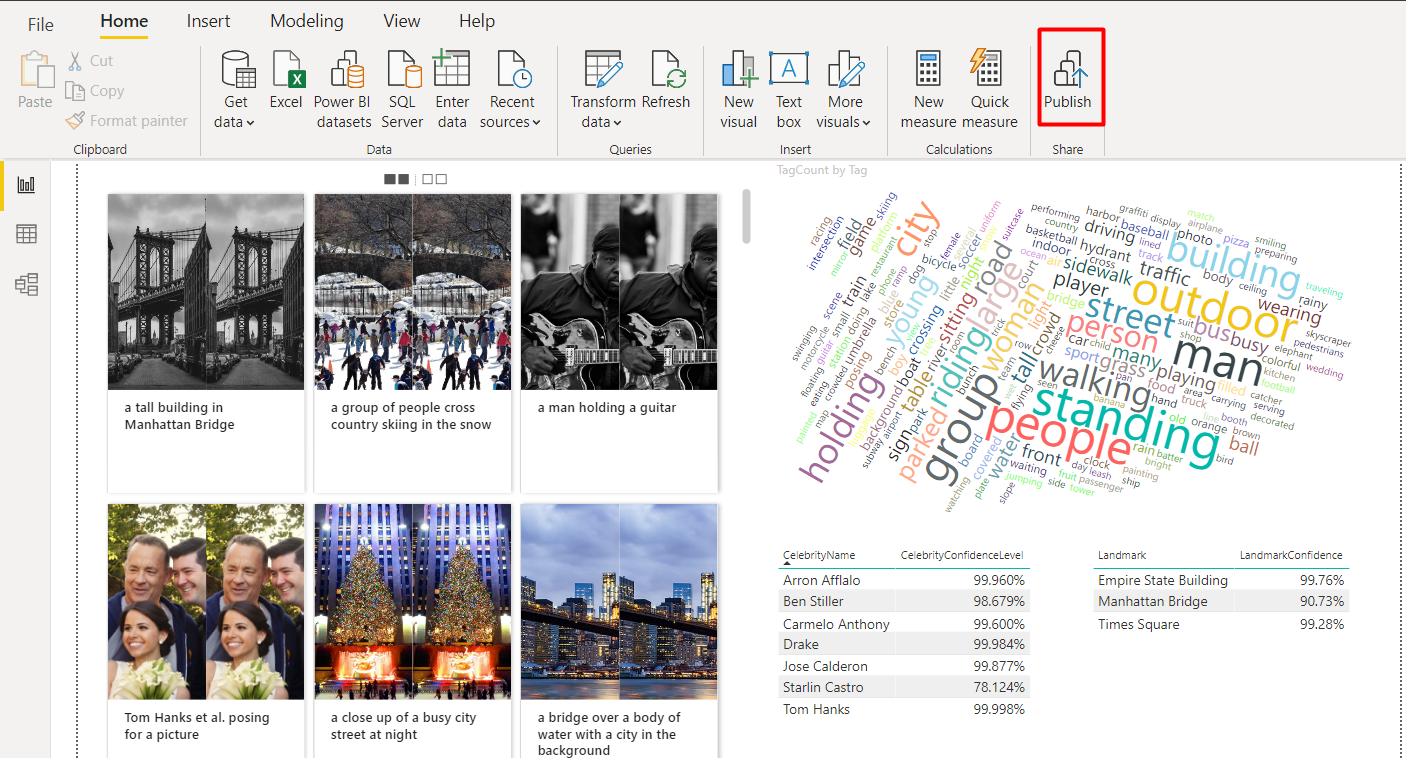 File
Home
Insert
Modeling
View
Help
Paste
Cut
Copy
Format painter
Clipboard
Get
data
Excel
Power BI
datasets
SQL
Server
Enter
data
Recent
sources
Data
Transform
data
Refresh
Queries
New
visual
Text
box
More
visuals
Insert
New
measure
Quick
measure
Calculations
Publish
Share
a tall building in
Manhattan Bridge
a group of people cross
country skiing in the snow
a man holding a guitar
Tom Hanks et al. posing
for a picture
a close up of a busy city
street at night
a bridge over a body of
water with a city in the
background
TagCount by Tag
racing
intersection
mirror
field
game
skiing
platform
restaurant
city
stop
uniform
suitcase
several
soccer
female
bicycle
dog
ramp
phone
blue
store
lake
train
doing
small
scene
station
umbrella
swinging
motorcycle
guitar
floating
eating
crowded
map
painted
posing
luggage
holding
background
subway
airport
bench
boy
boat
crossing
young
little
night
road
court
large
sitting
river
room
riding
table
park
sign
parked
group
bunch
woman
light
team
trick
wet
flying
tall
crowd
row
cheese
seen
performing
country
basketball
indoor
ocean
air
bridge
harbor
driving
hydrant
cross
sidewalk
player
graffiti
display
baseball
lined
track
traffic
photo
match
airplane
pizza
building
body
ceiling
smiling
preparing
traveling
rainy
wearing
outdoor
street
person
car
child
sport
grass
many
suit
shop
bus
busy
skyscraper
pedestrians
elephant
colorful
wedding
kitchen
football
man
playing
filled
catcher
serving
carrying
area
food
truck
pan
banana
walking
hand
line
booth
decorated
brown
orange
old
standing
ball
bird
people
rain
batter
bright
painting
clock
day
leash
passenger
ship
front
waiting
fruit
side
tower
jumping
water
covered
board
plate
slope
watching
CelebrityName CelebrityConfidenceLevel
Arron Afflalo 99.960%
Ben Stiller 98.679%
Carmelo Anthony 99.600%
Drake 99.984%
Jose Calderon 99.877%
Starlin Castro 78.124%
Tom Hanks 99.998%
Landmark LandmarkConfidence
Empire State Building 99.76%
Manhattan Bridge 90.73%
Times Square 99.28%